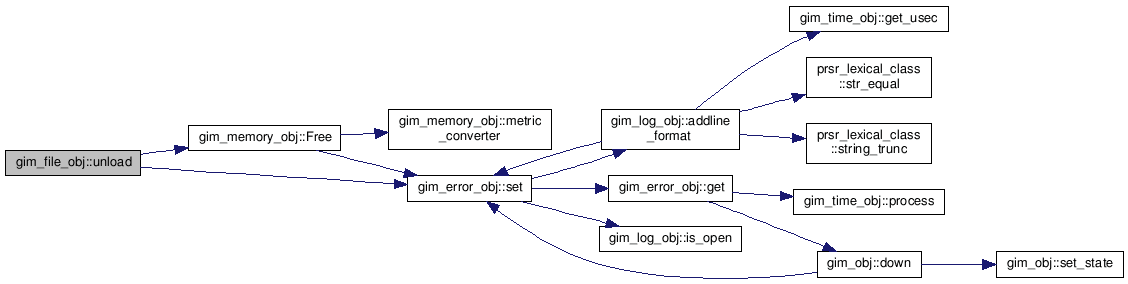 gim_file_obj::unload
gim_memory_obj::Free
gim_memory_obj::metric
_converter
gim_error_obj::set
gim_log_obj::addline
_format
gim_error_obj::get
gim_log_obj::is_open
gim_time_obj::get_usec
prsr_lexical_class
::str_equal
prsr_lexical_class
::string_trunc
gim_time_obj::process
gim_obj::down
gim_obj::set_state